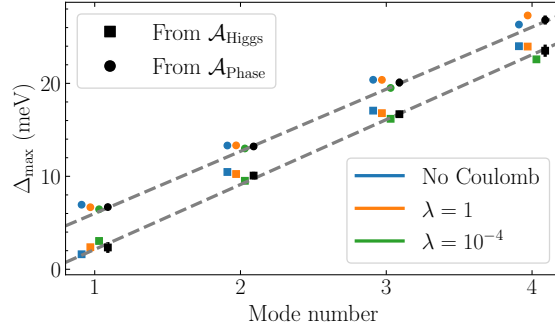 From 𝒜_Higgs
From 𝒜_Phase
20
10
0
Δ_max (meV)
No Coulomb
λ = 1
λ = 10⁻⁴
1 2 3 4
Mode number